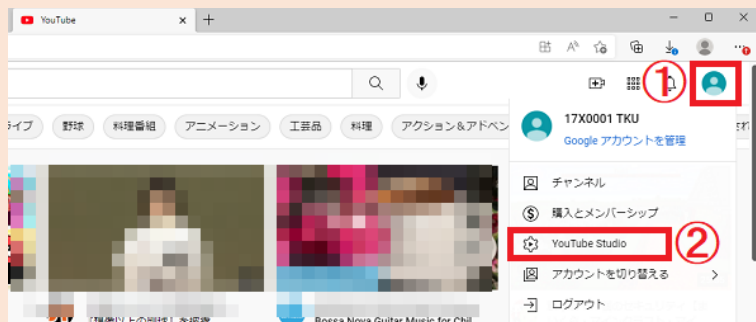 YouTube
①
17X0001 TKU
Google アカウントを管理
ライブ
野球
料理番組
アニメーション
工芸品
料理
アクション＆アドベン
チャンネル
購入とメンバーシップ
YouTube Studio
②
アカウントを切り替える
ログアウト
Bossa Nova Guitar Music for Chil